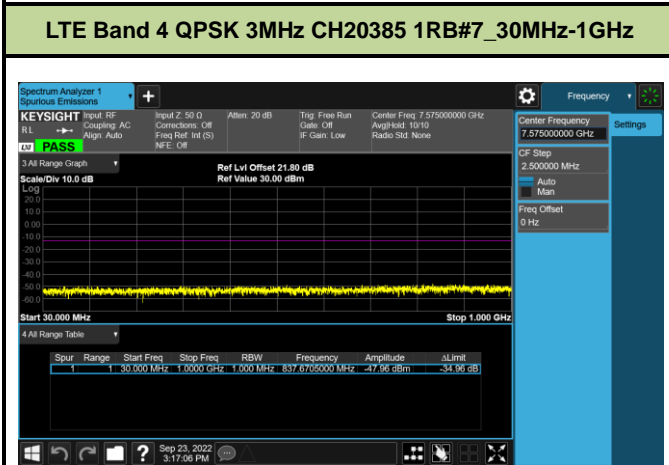 LTE Band 4 QPSK 3MHz CH20385 1RB#7_30MHz-1GHz
Spectrum Analyzer 1
Spurious Emissions
+
Frequency
KEYSIGHT
RL
LXI
PASS
Input: RF
Coupling: AC
Align: Auto
Input Z: 50 Ω
Corrections: Off
Freq Ref: Int (S)
NFE: Off
Atten: 20 dB
Trig: Free Run
Gate: Off
IF Gain: Low
Center Freq: 7.575000000 GHz
Avg|Hold: 10/10
Radio Std: None
Center Frequency
7.575000000 GHz
Settings
CF Step
2.500000 MHz
Auto
Man
Freq Offset
0 Hz
3 All Range Graph
Scale/Div 10.0 dB
Ref Lvl Offset 21.80 dB
Ref Value 30.00 dBm
Log
20.0
10.0
0.00
-10.0
-20.0
-30.0
-40.0
-50.0
-60.0
Start 30.000 MHz
Stop 1.000 GHz
4 All Range Table
Spur Range Start Freq Stop Freq RBW Frequency Amplitude ΔLimit
1 1 30.000 MHz 1.0000 GHz 1.000 MHz 837.6705000 MHz -47.96 dBm -34.96 dB
?
Sep 23, 2022
3:17:06 PM